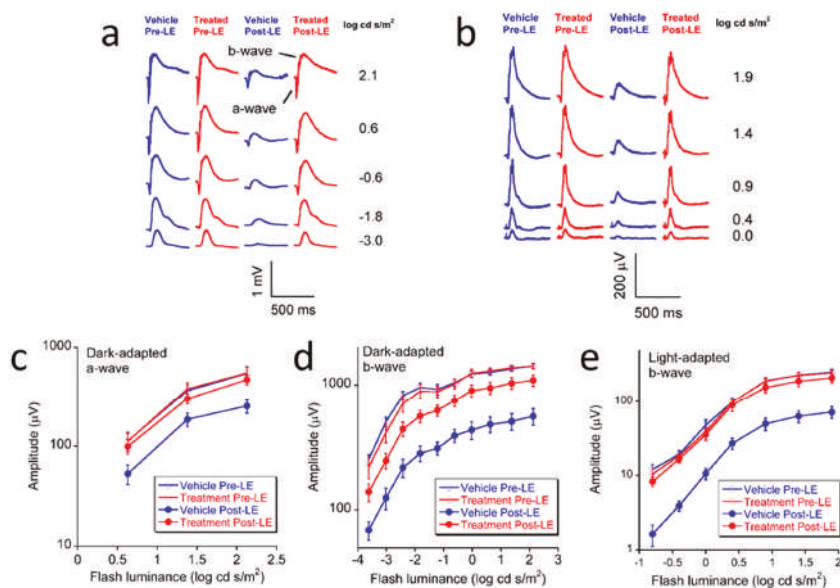 a
Vehicle Pre-LE
Treated Pre-LE
Vehicle Post-LE
Treated Post-LE
log cd s/m²
b-wave
a-wave
2.1
0.6
-0.6
-1.8
-3.0
1 mV
500 ms
b
Vehicle Pre-LE
Treated Pre-LE
Vehicle Post-LE
Treated Post-LE
log cd s/m²
1.9
1.4
0.9
0.4
0.0
200 µV
500 ms
c
Dark-adapted
a-wave
Amplitude (µV)
1000
100
10
Vehicle Pre-LE
Treatment Pre-LE
Vehicle Post-LE
Treatment Post-LE
0 0.5 1 1.5 2 2.5
Flash luminance (log cd s/m²)
d
Dark-adapted
b-wave
Amplitude (µV)
1000
100
Vehicle Pre-LE
Treatment Pre-LE
Vehicle Post-LE
Treatment Post-LE
-4 -3 -2 -1 0 1 2 3
Flash luminance (log cd s/m²)
e
Light-adapted
b-wave
Amplitude (µV)
100
10
1
Vehicle Pre-LE
Treatment Pre-LE
Vehicle Post-LE
Treatment Post-LE
-1 -0.5 0 0.5 1 1.5 2
Flash luminance (log cd s/m²)